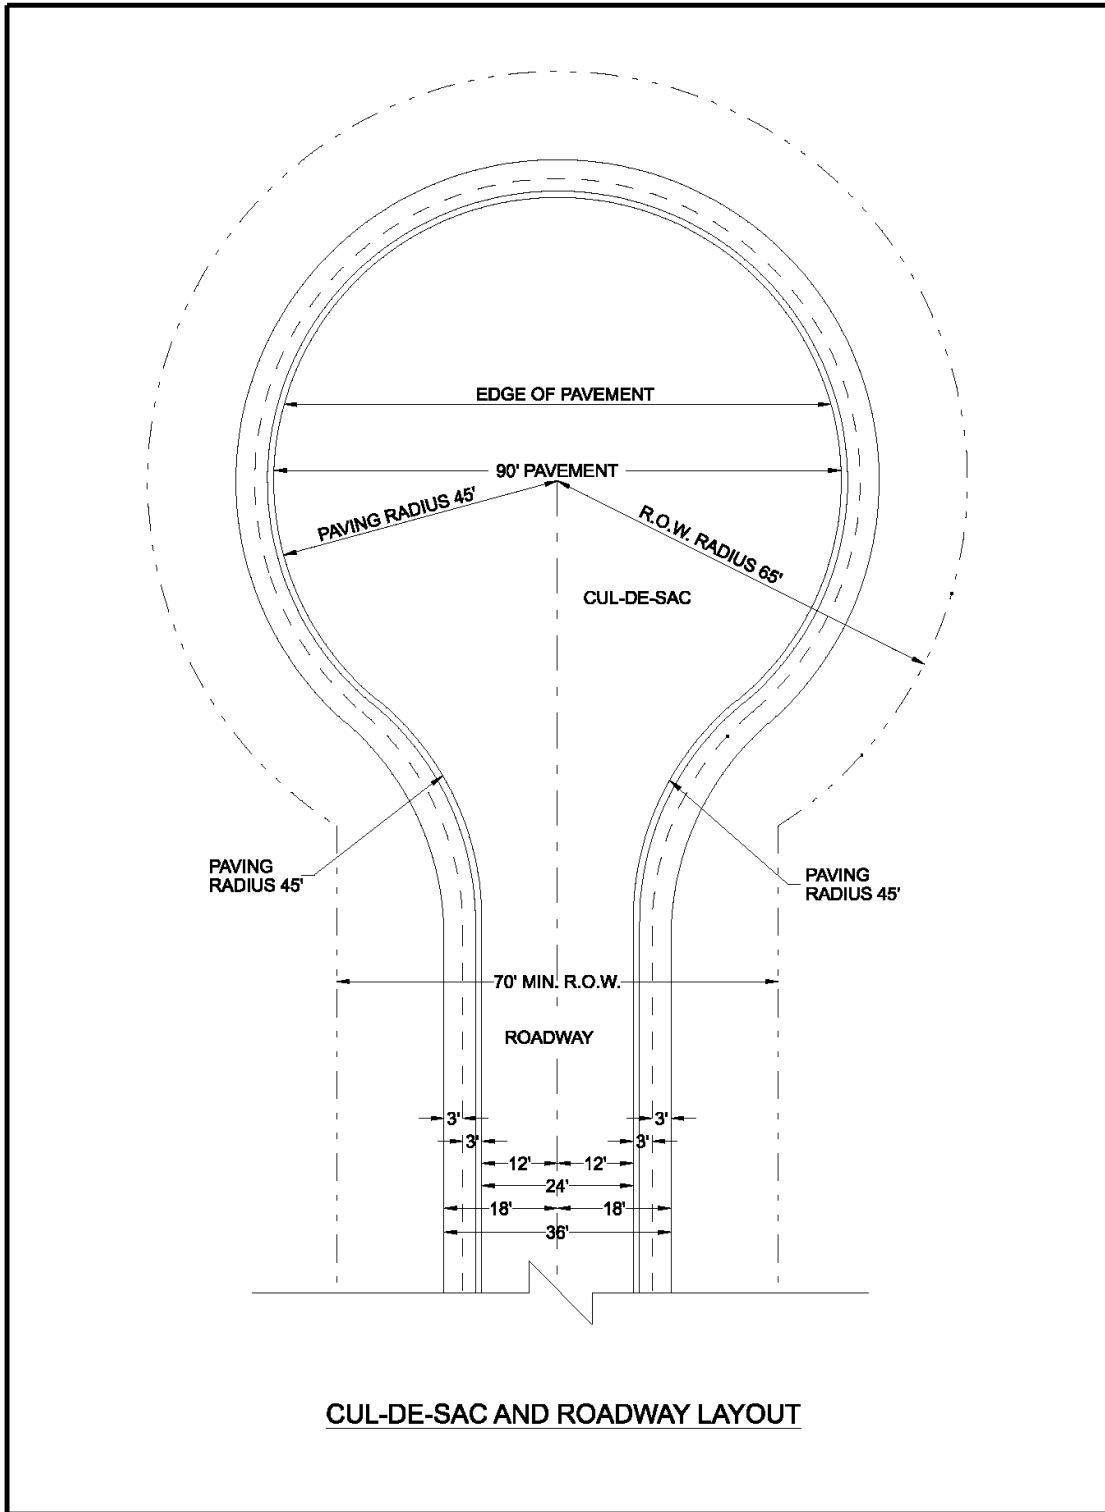 EDGE OF PAVEMENT
90' PAVEMENT
PAVING RADIUS 45'
R.O.W. RADIUS 65'
CUL-DE-SAC
PAVING
RADIUS 45'
PAVING
RADIUS 45'
70' MIN. R.O.W.
ROADWAY
3' 3'
3' 3'
12' 12'
24'
18' 18'
36'
CUL-DE-SAC AND ROADWAY LAYOUT